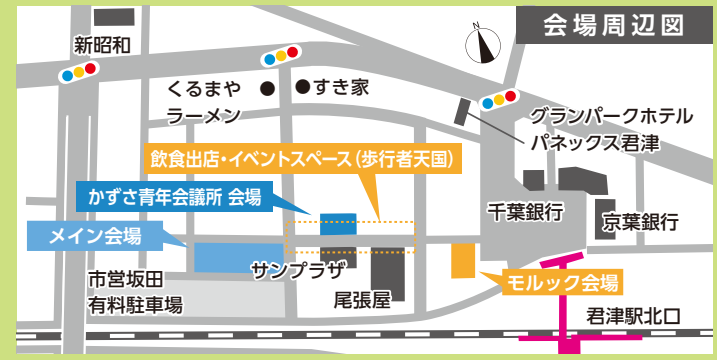 会場周辺図
N
新昭和
くるまや
ラーメン
すき家
グランパークホテル
パネックス君津
飲食出店・イベントスペース(歩行者天国)
かずさ青年会議所 会場
千葉銀行
京葉銀行
メイン会場
サンプラザ
市営坂田
有料駐車場
尾張屋
モルック会場
君津駅北口